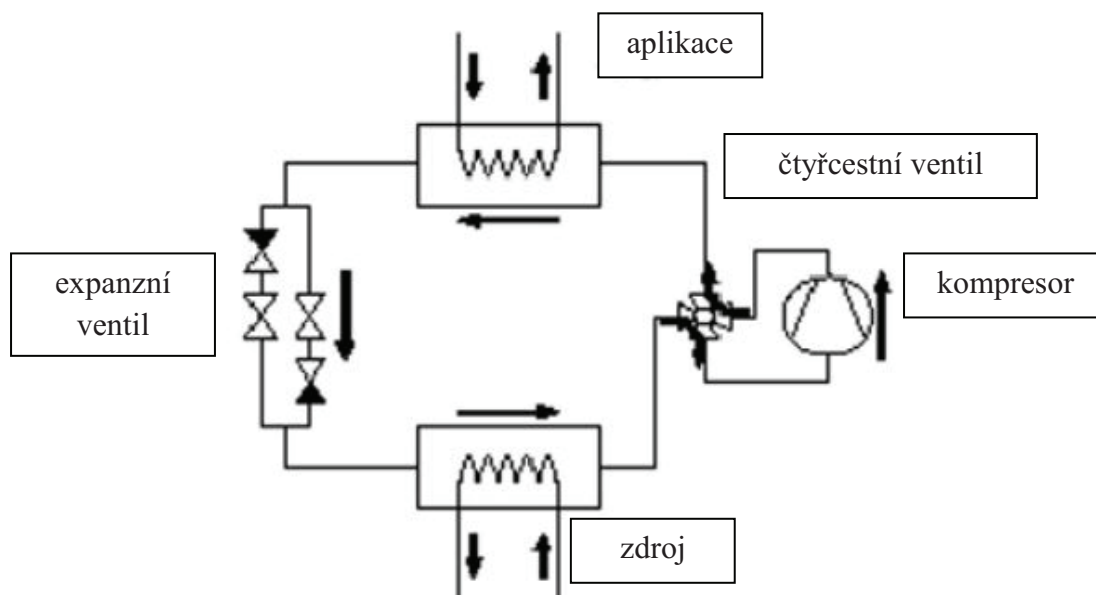 aplikace
čtyřcestní ventil
expanzní
ventil
kompresor
zdroj